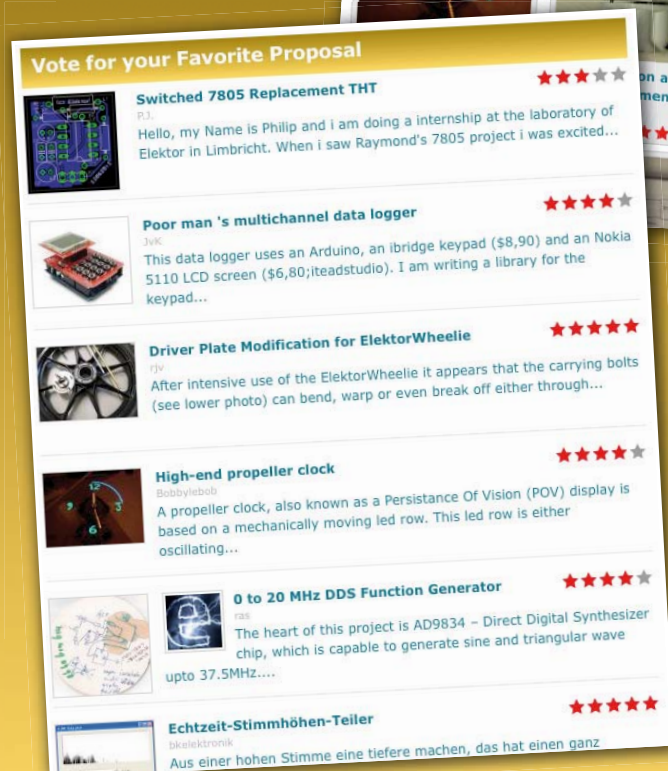 Vote for your Favorite Proposal
Switched 7805 Replacement THT
P.J.
Hello, my Name is Philip and i am doing a internship at the laboratory of
Elektor in Limbricht. When i saw Raymond's 7805 project i was excited...
on a
men
Poor man 's multichannel data logger
JvK
This data logger uses an Arduino, an ibridge keypad ($8,90) and an Nokia
5110 LCD screen ($6,80;iteadstudio). I am writing a library for the
keypad...
Driver Plate Modification for ElektorWheelie
rjv
After intensive use of the ElektorWheelie it appears that the carrying bolts
(see lower photo) can bend, warp or even break off either through...
High-end propeller clock
Bobbylebob
A propeller clock, also known as a Persistance Of Vision (POV) display is
based on a mechanically moving led row. This led row is either
oscillating...
12
9 3
6
0 to 20 MHz DDS Function Generator
ras
The heart of this project is AD9834 – Direct Digital Synthesizer
chip, which is capable to generate sine and triangular wave
upto 37.5MHz....
e
Echtzeit-Stimmhöhen-Teiler
bkelektronik
Aus einer hohen Stimme eine tiefere machen, das hat einen ganz